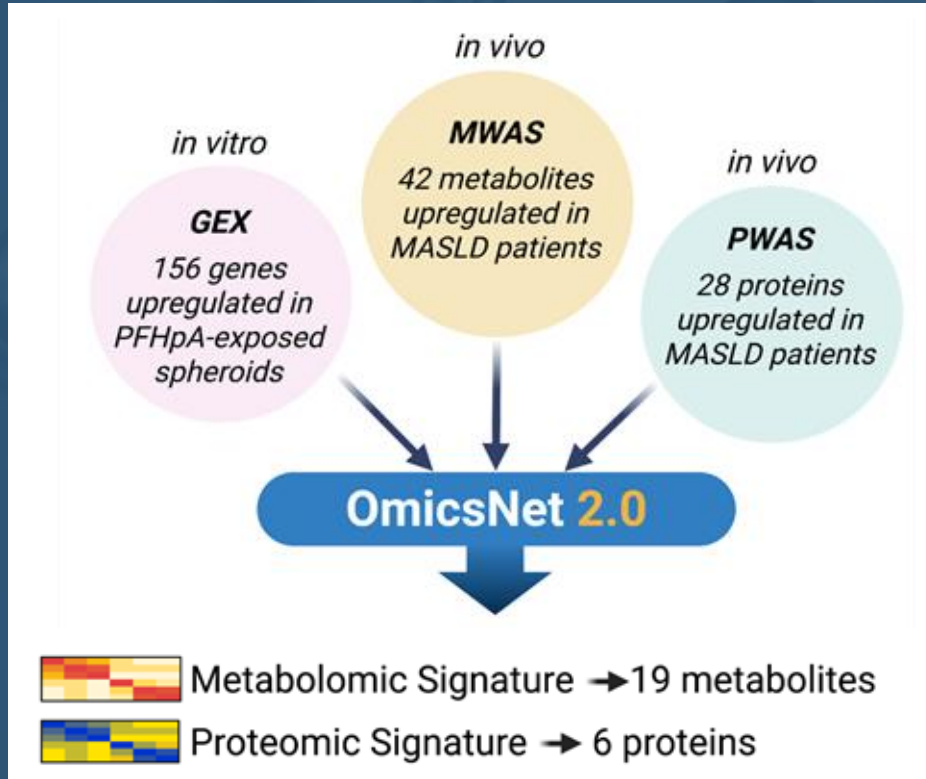 in vitro
GEX
156 genes
upregulated in
PFHpA-exposed
spheroids
in vivo
MWAS
42 metabolites
upregulated in
MASLD patients
in vivo
PWAS
28 proteins
upregulated in
MASLD patients
OmicsNet 2.0
Metabolomic Signature → 19 metabolites
Proteomic Signature → 6 proteins